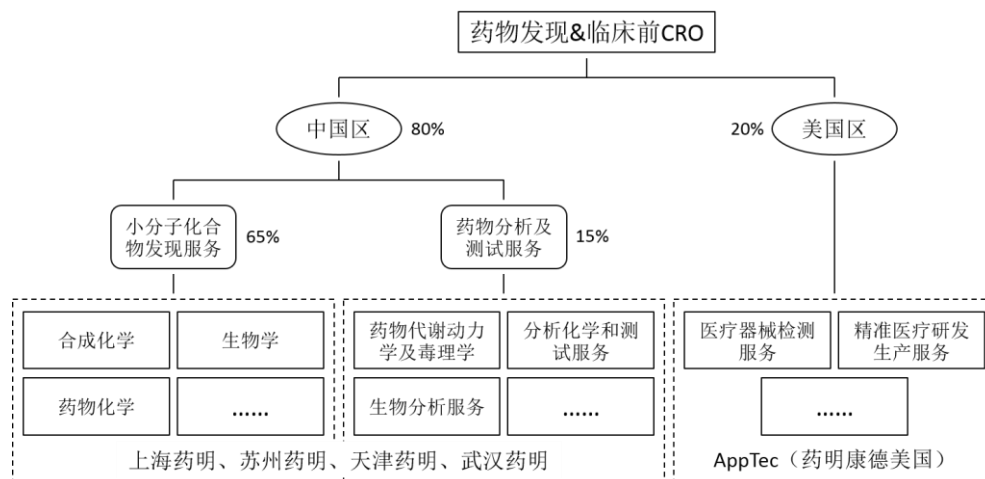 药物发现&临床前CRO
中国区
80%
20%
美国区
小分子化合
物发现服务
65%
药物分析及
测试服务
15%
合成化学
生物学
药物化学
......
药物代谢动力
学及毒理学
分析化学和测
试服务
生物分析服务
......
医疗器械检测
服务
精准医疗研发
生产服务
......
上海药明、苏州药明、天津药明、武汉药明
AppTec（药明康德美国）